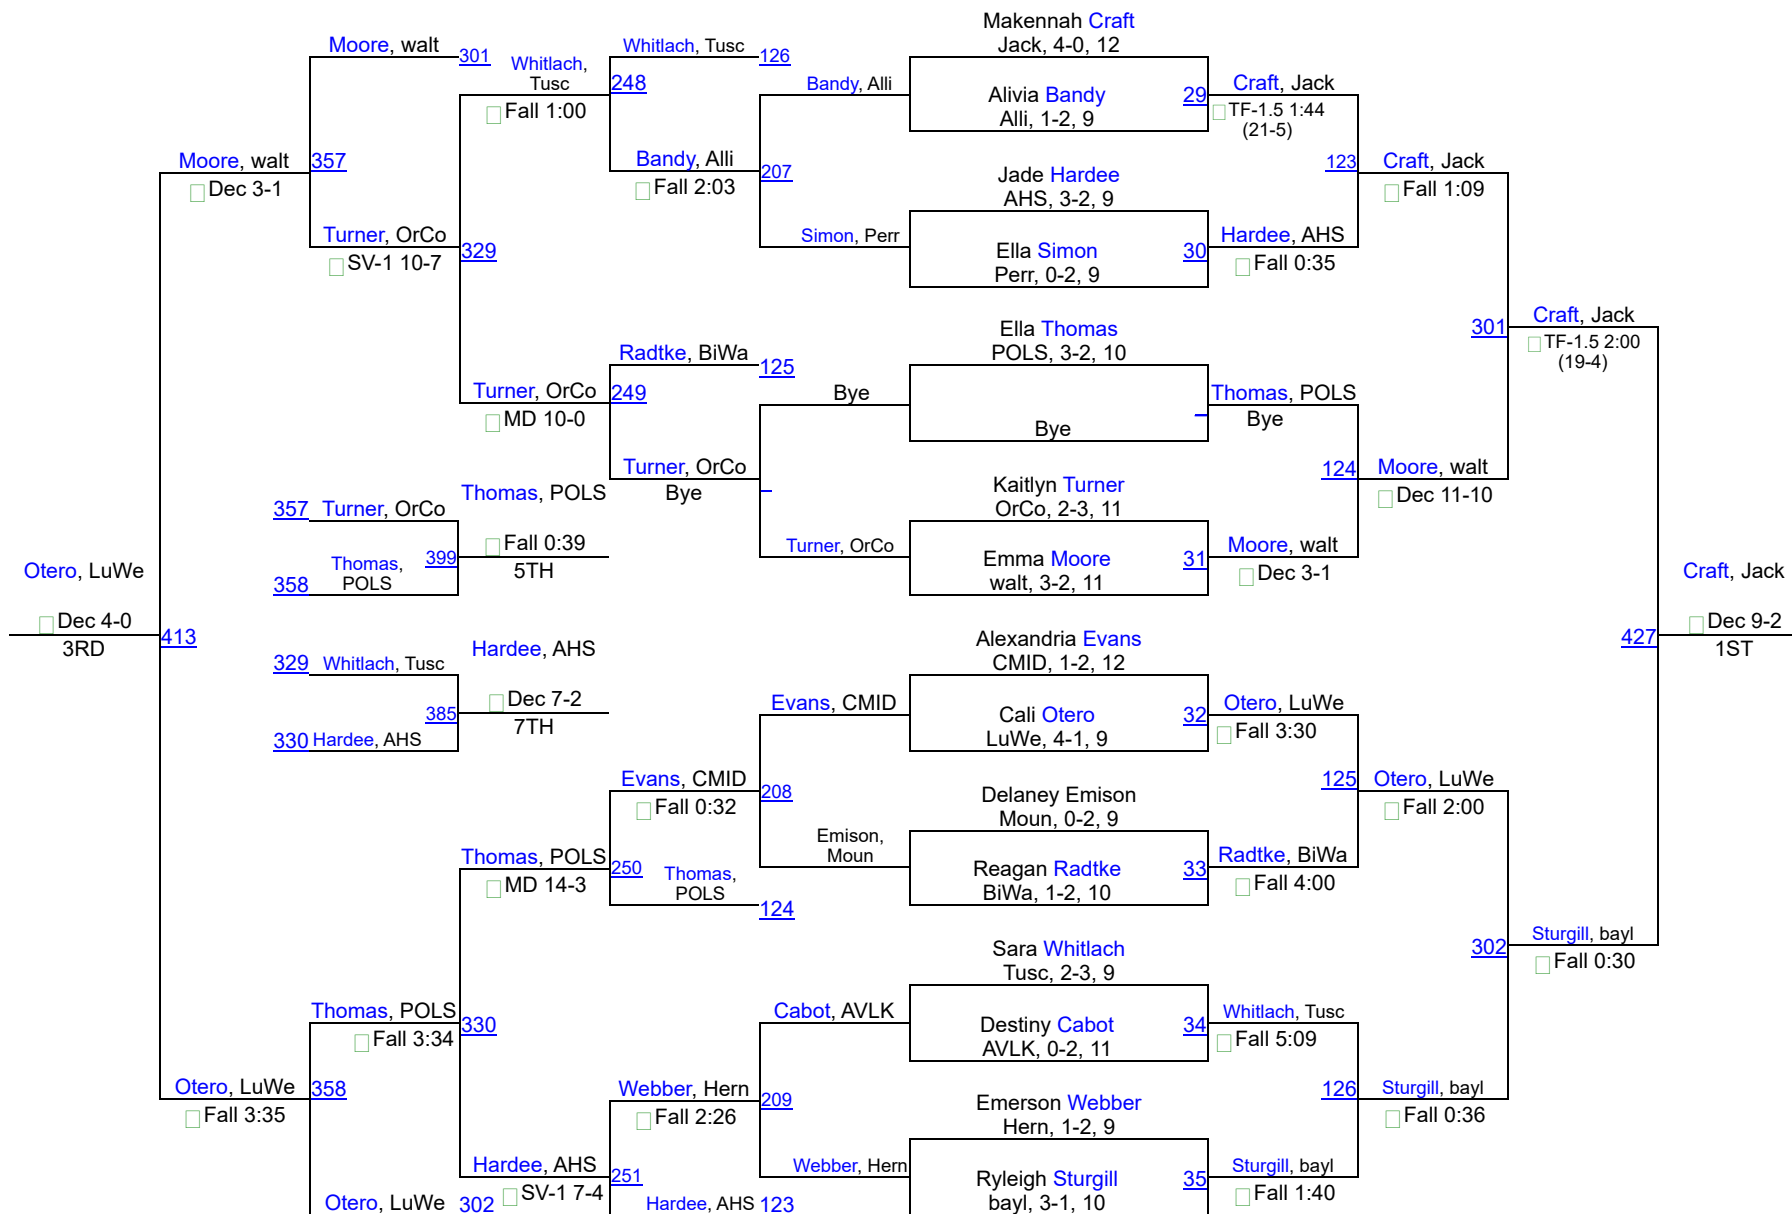 Makennah Craft
Jack, 4-0, 12
Moore, walt
301
Whitlach,
Tusc
Fall 1:00
Whitlach, Tusc
126
248
Bandy, Alli
Alivia Bandy
Alli, 1-2, 9
29
Craft, Jack
TF-1.5 1:44
(21-5)
Moore, walt
Dec 3-1
357
Bandy, Alli
Fall 2:03
207
Jade Hardee
AHS, 3-2, 9
123
Craft, Jack
Fall 1:09
Turner, OrCo
SV-1 10-7
329
Simon, Perr
Ella Simon
Perr, 0-2, 9
30
Hardee, AHS
Fall 0:35
Ella Thomas
POLS, 3-2, 10
301
Craft, Jack
TF-1.5 2:00
(19-4)
Radtke, BiWa
125
Turner, OrCo
MD 10-0
249
Bye
Bye
Thomas, POLS
Bye
Turner, OrCo
Bye
124
Moore, walt
Dec 11-10
Kaitlyn Turner
OrCo, 2-3, 11
Thomas, POLS
357
Turner, OrCo
Fall 0:39
5TH
399
358
Thomas,
POLS
Turner, OrCo
Emma Moore
walt, 3-2, 11
31
Moore, walt
Dec 3-1
Otero, LuWe
Dec 4-0
3RD
413
Craft, Jack
Dec 9-2
1ST
427
Alexandria Evans
CMID, 1-2, 12
Hardee, AHS
329
Whitlach, Tusc
Dec 7-2
7TH
385
330
Hardee, AHS
Evans, CMID
Cali Otero
LuWe, 4-1, 9
32
Otero, LuWe
Fall 3:30
Evans, CMID
Fall 0:32
208
Delaney Emison
Moun, 0-2, 9
125
Otero, LuWe
Fall 2:00
Emison,
Moun
Reagan Radtke
BiWa, 1-2, 10
33
Radtke, BiWa
Fall 4:00
Thomas, POLS
MD 14-3
250
Thomas,
POLS
124
Sara Whitlach
Tusc, 2-3, 9
302
Sturgill, bayl
Fall 0:30
Thomas, POLS
Fall 3:34
330
Cabot, AVLK
Destiny Cabot
AVLK, 0-2, 11
34
Whitlach, Tusc
Fall 5:09
Otero, LuWe
Fall 3:35
358
Webber, Hern
Fall 2:26
209
Emerson Webber
Hern, 1-2, 9
126
Sturgill, bayl
Fall 0:36
Hardee, AHS
SV-1 7-4
251
Webber, Hern
Ryleigh Sturgill
bayl, 3-1, 10
35
Sturgill, bayl
Fall 1:40
Otero, LuWe
302
Hardee, AHS
123